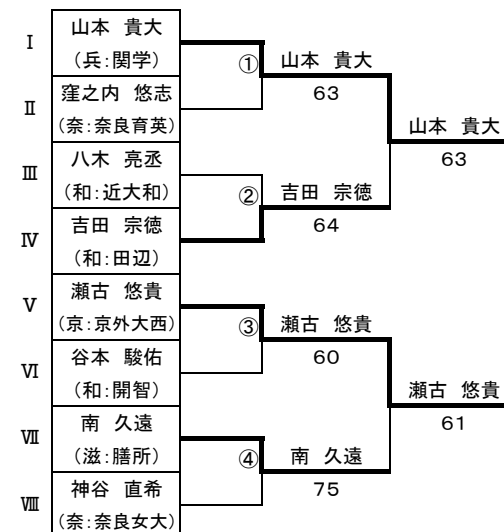 Ⅰ
山本 貴大
(兵:関学)
Ⅱ
窪之内 悠志
(奈:奈良育英)
Ⅲ
八木 亮丞
(和:近大和)
Ⅳ
吉田 宗徳
(和:田辺)
Ⅴ
瀬古 悠貴
(京:京外大西)
Ⅵ
谷本 駿佑
(和:開智)
Ⅶ
南 久遠
(滋:膳所)
Ⅷ
神谷 直希
(奈:奈良女大)
①
山本 貴大
63
②
吉田 宗徳
64
③
瀬古 悠貴
60
④
南 久遠
75
山本 貴大
63
瀬古 悠貴
61